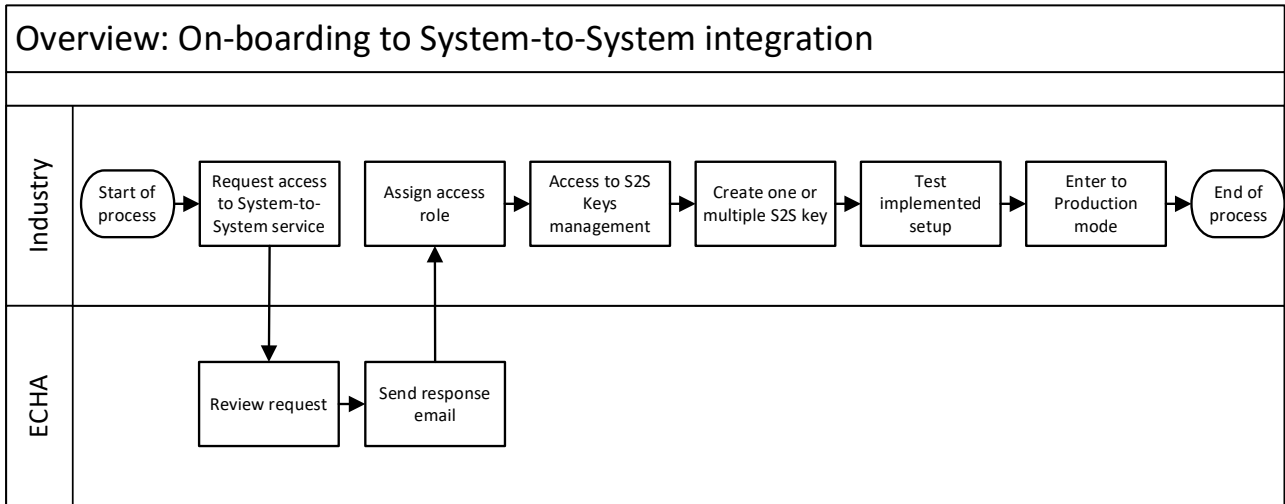 Overview: On-boarding to System-to-System integration
Industry
Start of
process
Request access
to System-to-
System service
Assign access
role
Access to S2S
Keys
management
Create one or
multiple S2S key
Test
implemented
setup
Enter to
Production
mode
End of
process
ECHA
Review request
Send response
email